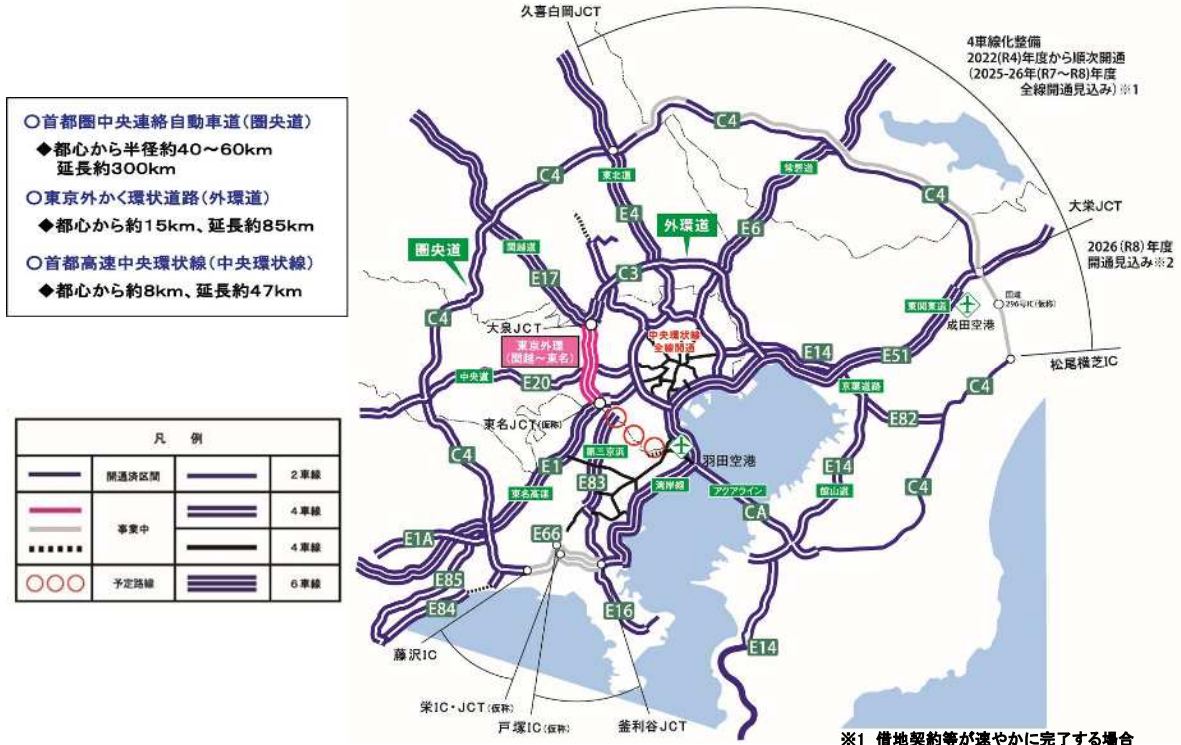 久喜白岡JCT
4車線化整備
2022(R4)年度から順次開通
(2025-26年(R7～R8)年度
全線開通見込み)※1
○首都圏中央連絡自動車道(圏央道)
◆都心から半径約40～60km
延長約300km
○東京外かく環状道路(外環道)
◆都心から約15km、延長約85km
○首都高速中央環状線(中央環状線)
◆都心から約8km、延長約47km
C4
C4
東北道
常磐道
C4
C4
大栄JCT
E4
外環道
E6
2026(R8)年度
開通見込み※2
圏央道
関越道
E17
C3
国道
296号IC(仮称)
東関東道
成田空港
C4
大泉JCT
東京外環
(関越～東名)
中央環状線
全線開通
E14
E51
松尾横芝IC
中央道
E20
京葉道路
C4
E82
東名JCT(仮称)
凡 例
開通済区間
2車線
4車線
事業中
4車線
予定路線
6車線
C4
E1
第三京浜
羽田空港
E14
東名高速
E83
湾岸線
アクアライン
館山道
C4
CA
E1A
E66
E85
E84
E16
E14
藤沢IC
栄IC・JCT(仮称)
戸塚IC(仮称)
釜利谷JCT
※1 借地契約等が速やかに完了する場合